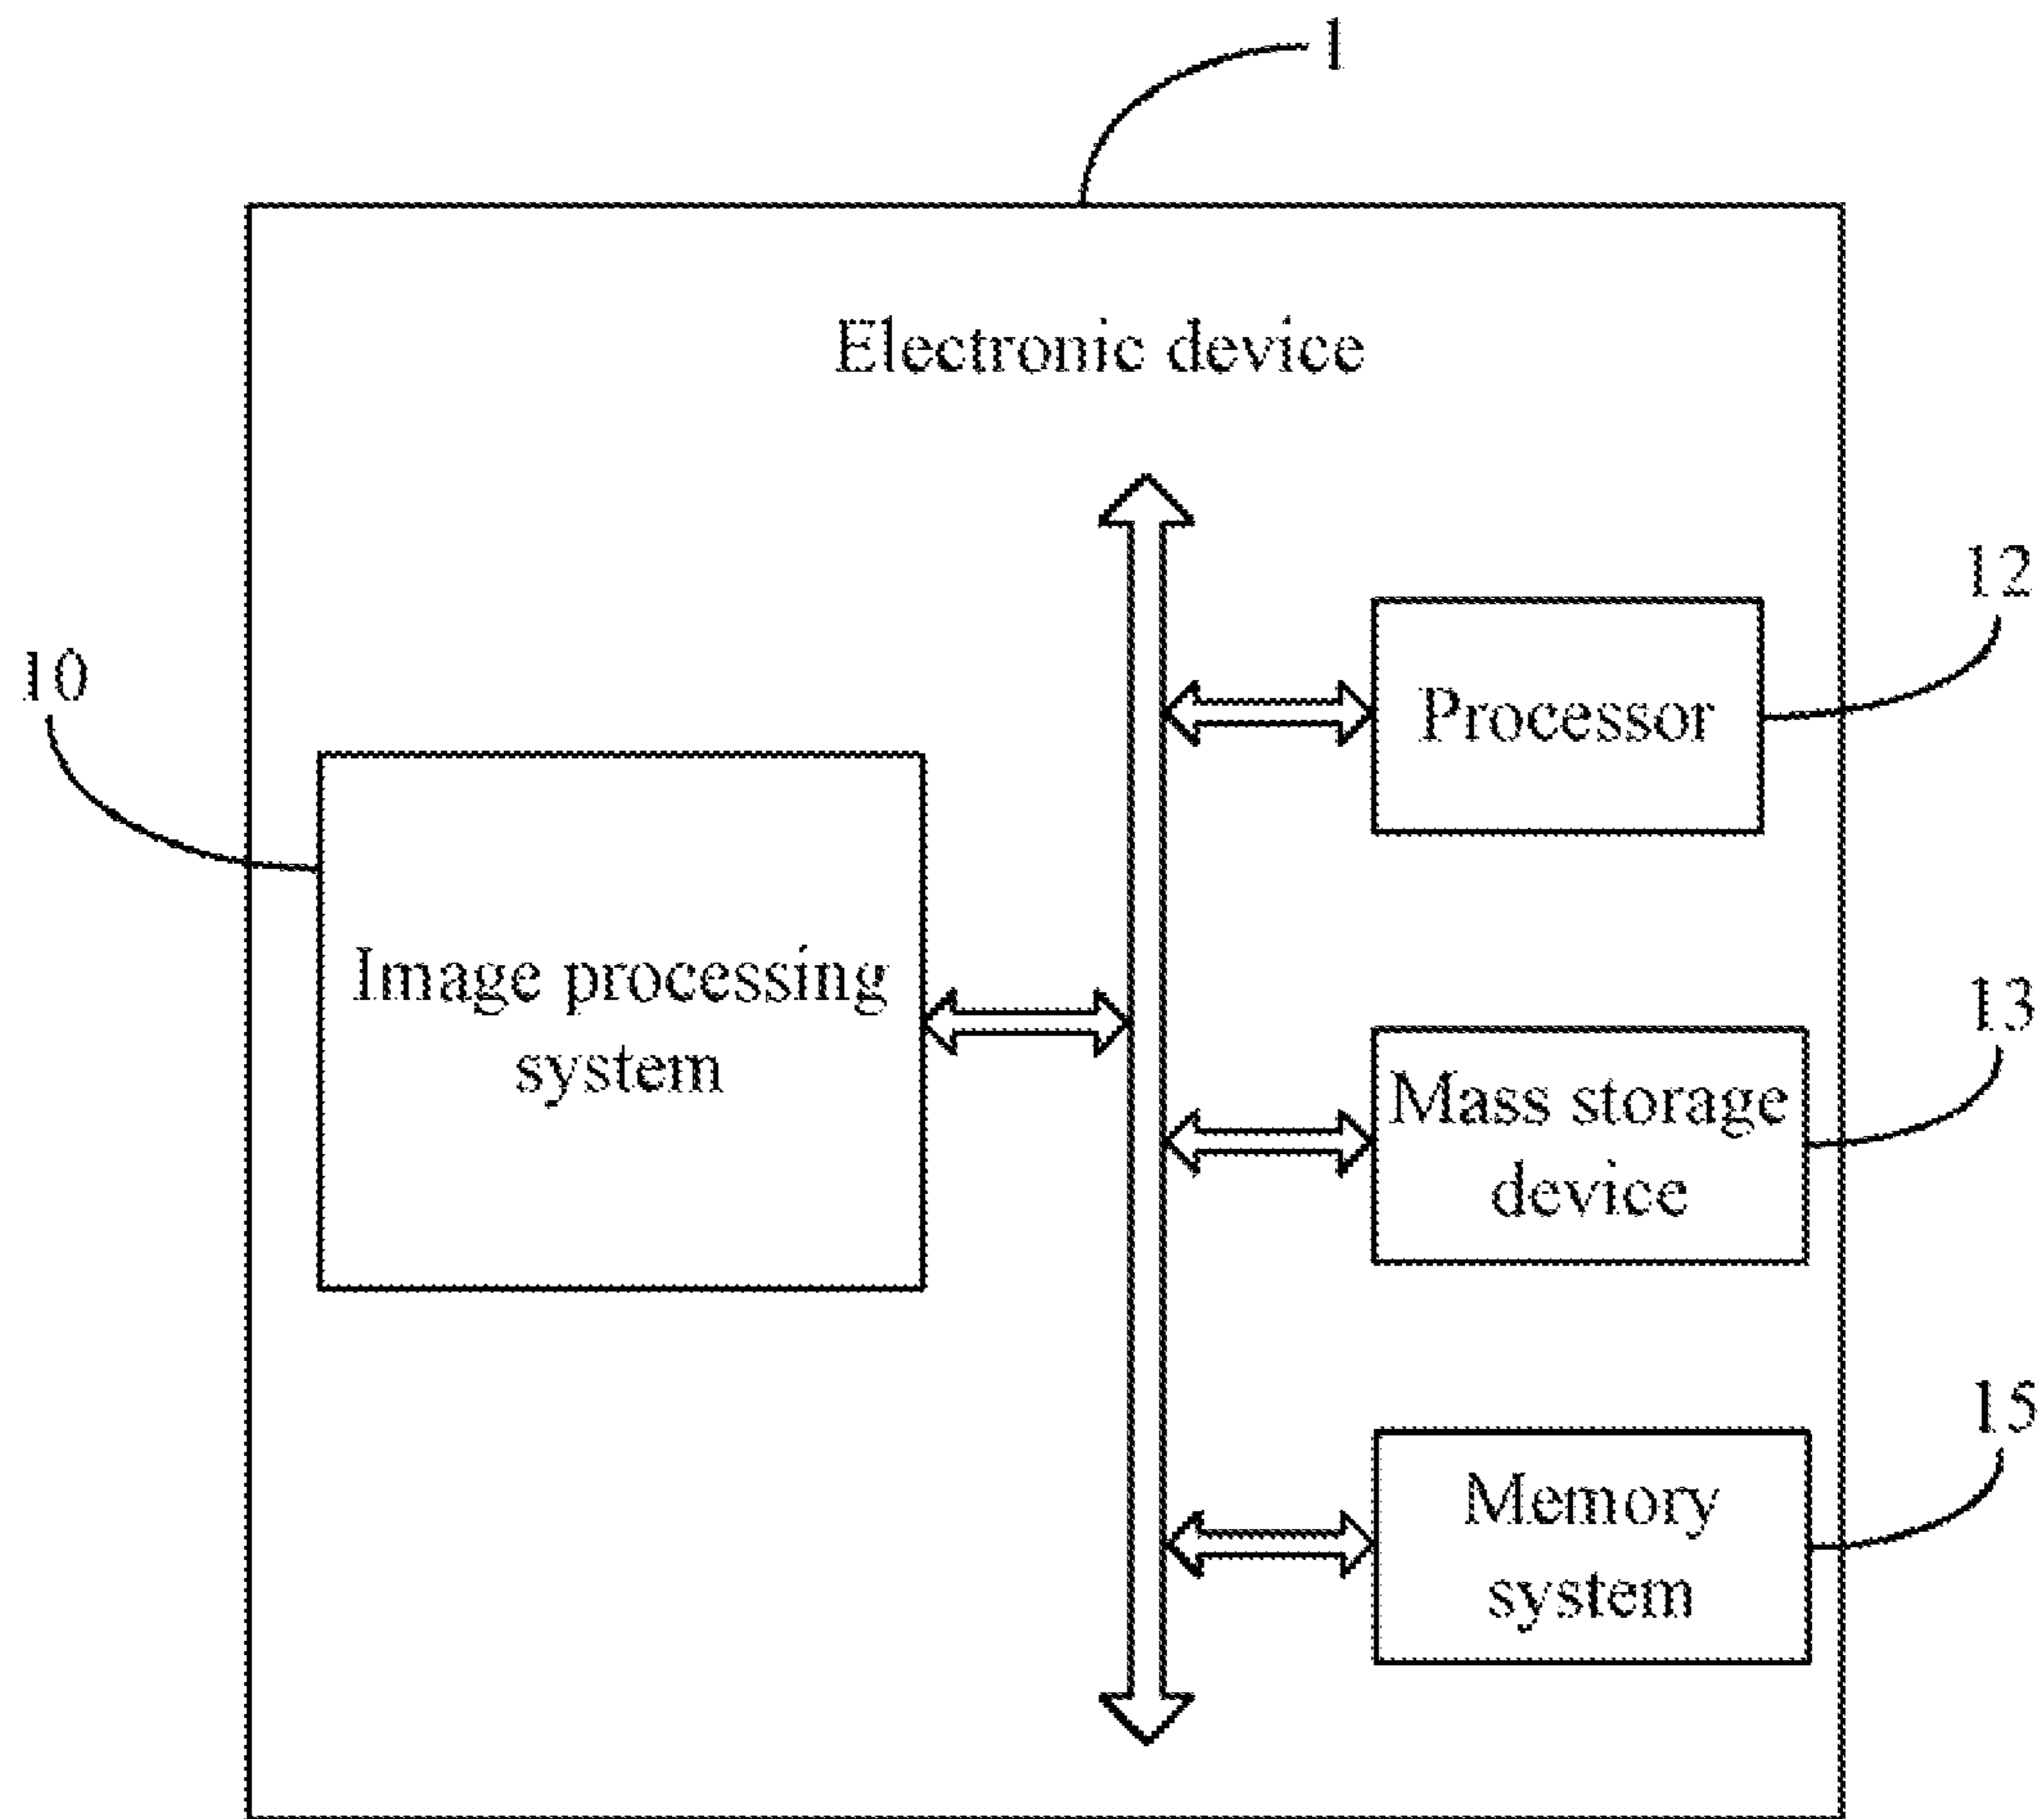 1
Electronic device
12
10
Processor
Image processing
system
13
Mass storage
device
15
Memory
system